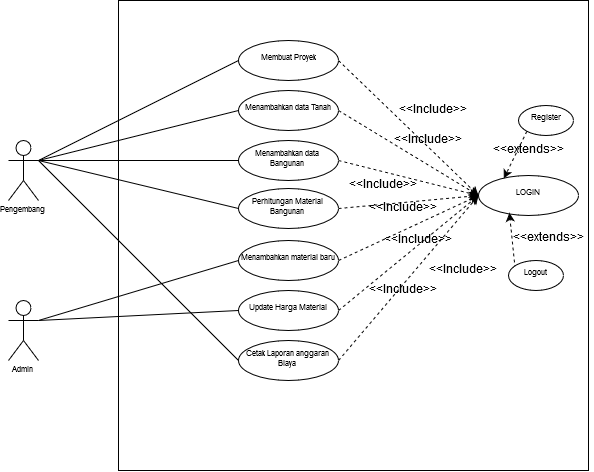 Membuat Proyek
<<Include>>
Menambahkan data Tanah
Register
<<Include>>
<<extends>>
Menambahkan data
Bangunan
Pengembang
<<Include>>
LOGIN
Perhitungan Material
Bangunan
<<Include>>
<<Include>>
<<extends>>
Menambahkan material baru
<<Include>>
Logout
<<Include>>
Update Harga Material
Admin
Cetak Laporan anggaran
Biaya